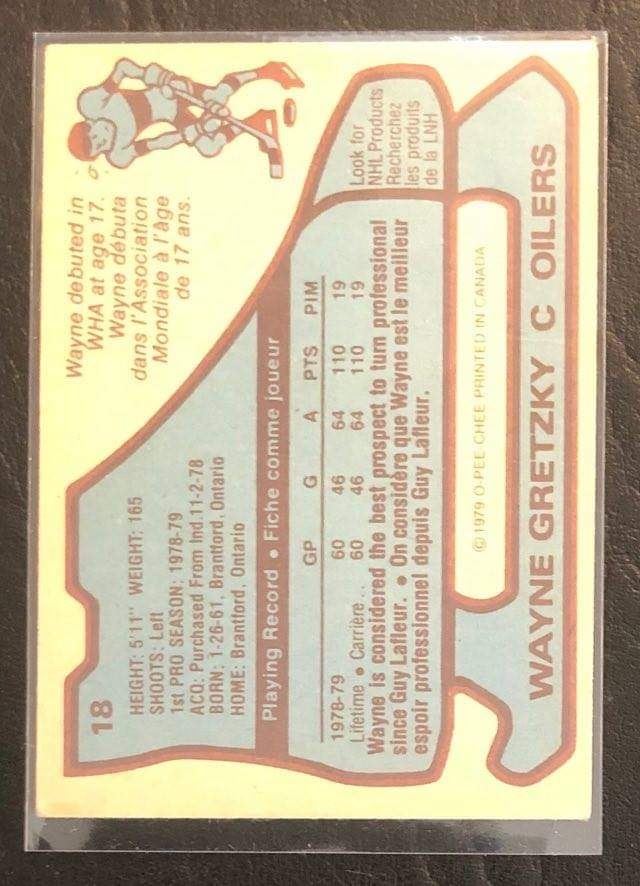 18
HEIGHT: 5'11" WEIGHT: 165
SHOOTS: Left
1st PRO SEASON: 1978-79
ACQ: Purchased From Ind.11-2-78
BORN: 1-26-61, Brantford, Ontario
HOME: Brantford, Ontario
Wayne debuted in
WHA at age 17.
Wayne débuta
dans l'Association
Mondiale à l'âge
de 17 ans.
Playing Record • Fiche comme joueur
GP G A PTS PIM
1978-79 60 46 64 110 19
Lifetime • Carrière... 60 46 64 110 19
Wayne is considered the best prospect to turn professional
since Guy Lafleur. • On considère que Wayne est le meilleur
espoir professionnel depuis Guy Lafleur.
Look for
NHL Products
Recherchez
les produits
de la LNH
© 1979 O-PEE CHEE PRINTED IN CANADA
WAYNE GRETZKY C OILERS